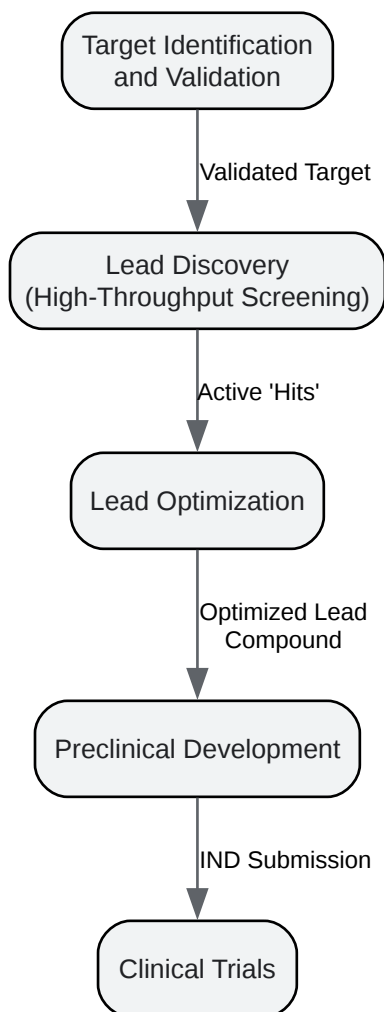 Target Identification
and Validation
Validated Target
Lead Discovery
(High-Throughput Screening)
Active 'Hits'
Lead Optimization
Optimized Lead
Compound
Preclinical Development
IND Submission
Clinical Trials